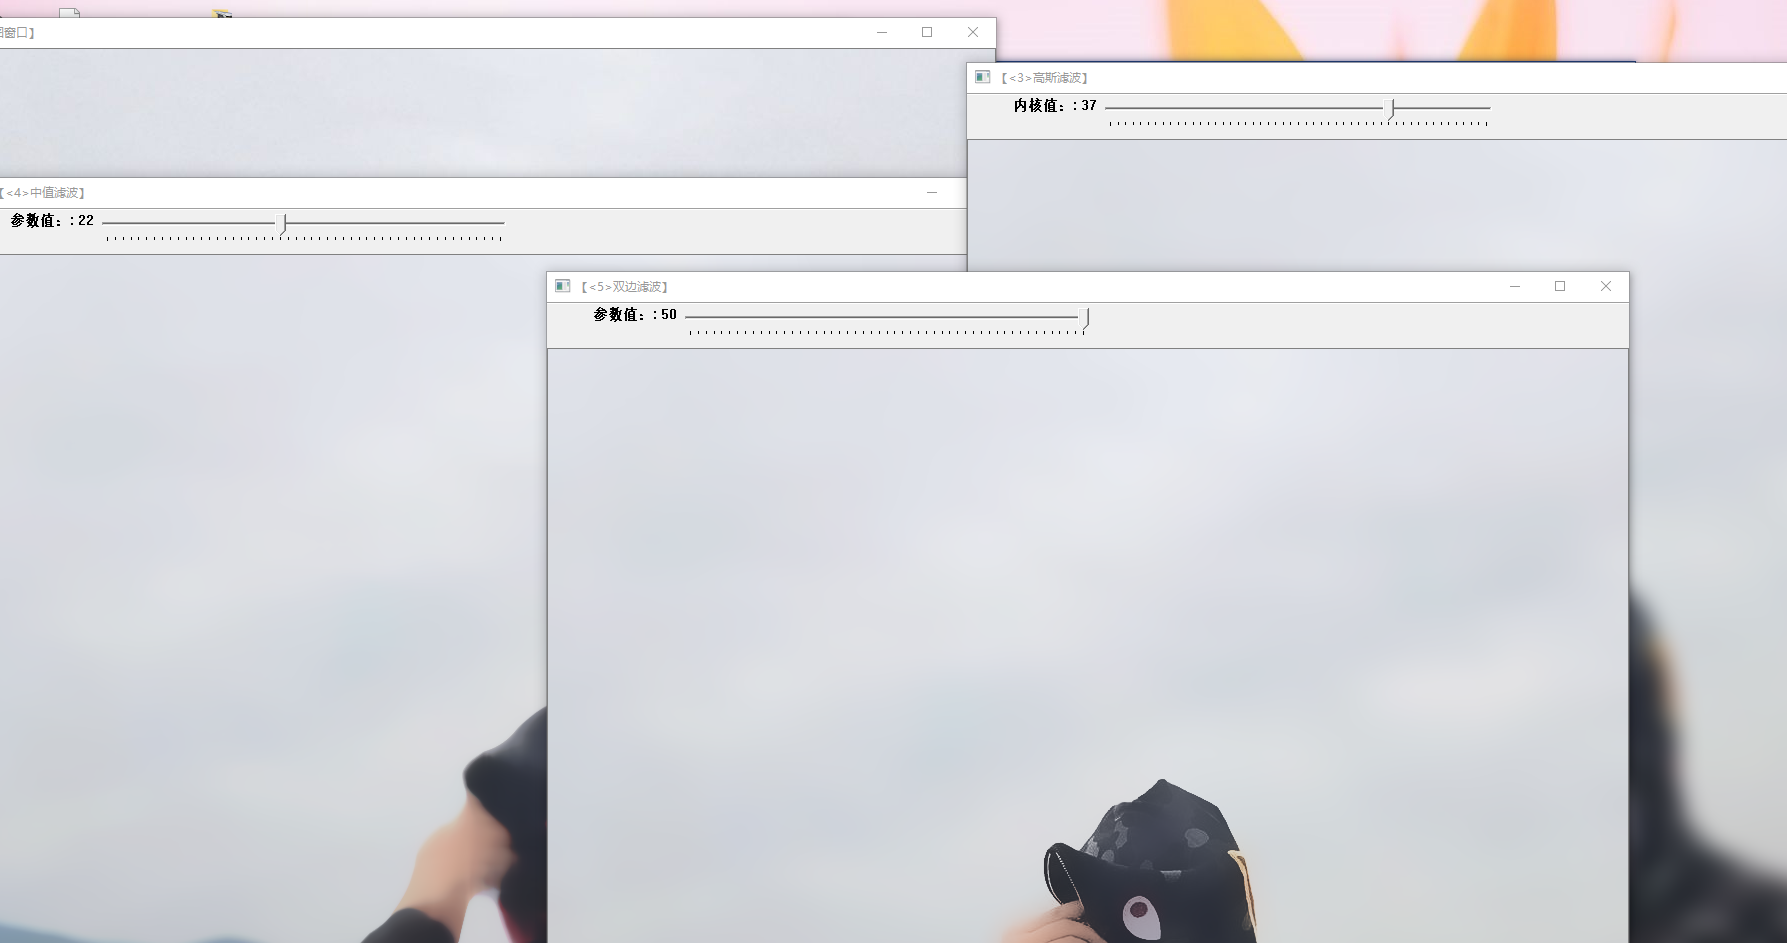 图窗口】
【<3>高斯滤波】
内核值：: 37
【<4>中值滤波】
参数值：: 22
【<5>双边滤波】
参数值：: 50